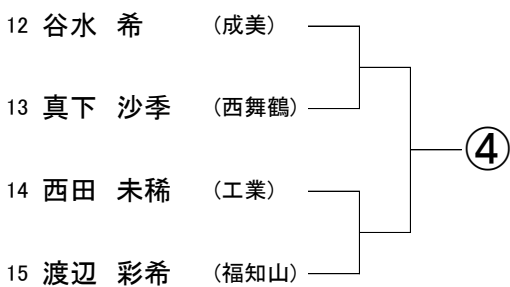 12 谷水 希 (成美)
13 真下 沙季 (西舞鶴)
④
14 西田 未稀 (工業)
15 渡辺 彩希 (福知山)